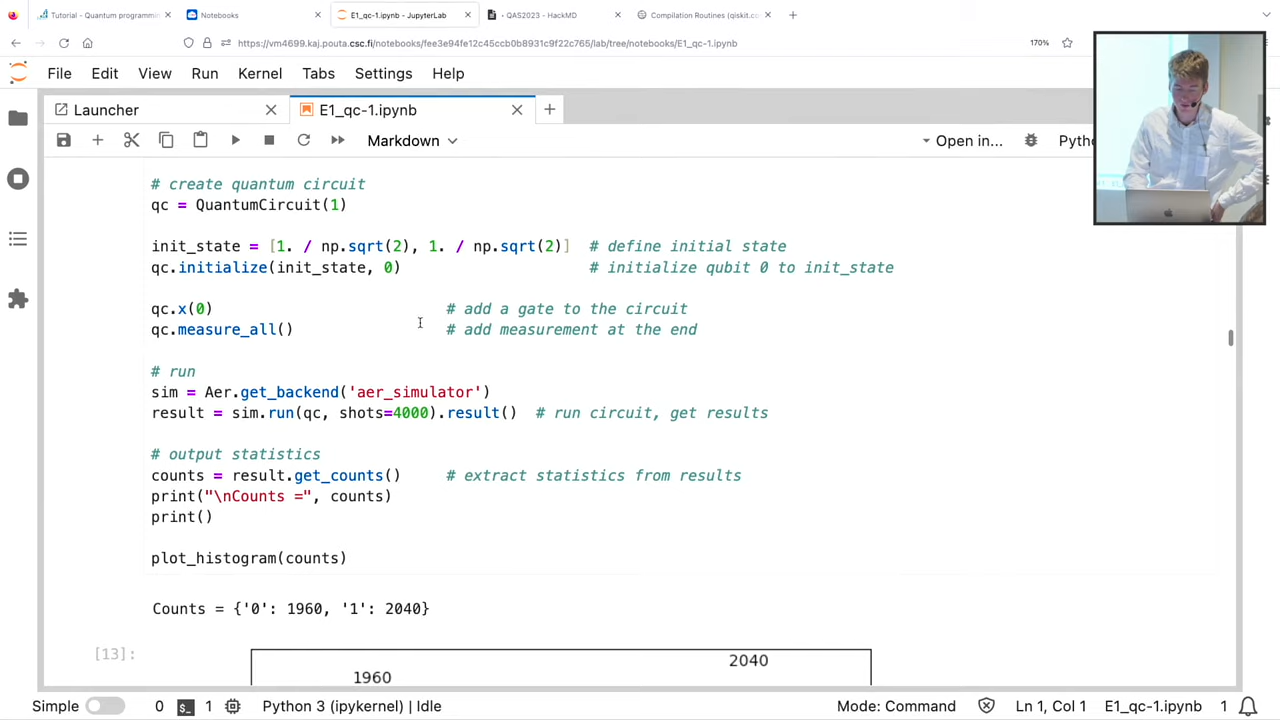 Tutorial - Quantum programmin
Notebooks
E1_qc-1.ipynb - JupyterLab
- QAS2023 - HackMD
Compilation Routines (qiskit.c
https://vm4699.kaj.pouta.csc.fi/notebooks/fee3e94fe12c45ccb0b8931c9f22c765/lab/tree/notebooks/E1_qc-1.ipynb
170%
File Edit View Run Kernel Tabs Settings Help
Launcher
E1_qc-1.ipynb
Markdown
Open in...
Pyth
# create quantum circuit
qc = QuantumCircuit(1)
init_state = [1. / np.sqrt(2), 1. / np.sqrt(2)] # define initial state
qc.initialize(init_state, 0) # initialize qubit 0 to init_state
qc.x(0) # add a gate to the circuit
qc.measure_all() # add measurement at the end
# run
sim = Aer.get_backend('aer_simulator')
result = sim.run(qc, shots=4000).result() # run circuit, get results
# output statistics
counts = result.get_counts() # extract statistics from results
print("\nCounts =", counts)
print()
plot_histogram(counts)
Counts = {'0': 1960, '1': 2040}
[13]:
2040
1960
Simple 0 1 Python 3 (ipykernel) | Idle Mode: Command Ln 1, Col 1 E1_qc-1.ipynb 1